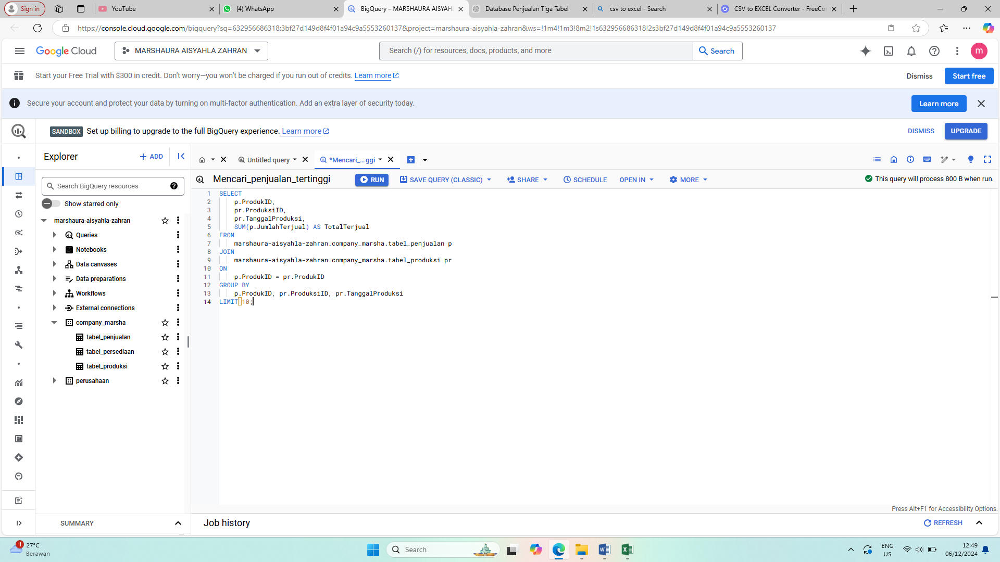 Sign in
YouTube
(4) WhatsApp
BigQuery – MARSHAURA AISYAHL
Database Penjualan Tiga Tabel
csv to excel - Search
CSV to EXCEL Converter - FreeCo
https://console.cloud.google.com/bigquery?sq=632956686318:3bf27d149d8f4f01a94c9a5553260137&project=marshaura-aisyahla-zahran&ws=!1m4!1m3!8m2!1s632956686318!2s3bf27d149d8f4f01a94c9a5553260137
Google Cloud
MARSHAURA AISYAHLA ZAHRAN
Search (/) for resources, docs, products, and more
Search
m
Start your Free Trial with $300 in credit. Don’t worry—you won’t be charged if you run out of credits. Learn more
Dismiss
Start free
Secure your account and protect your data by turning on multi-factor authentication. Add an extra layer of security today.
Learn more
SANDBOX Set up billing to upgrade to the full BigQuery experience. Learn more
DISMISS
UPGRADE
Explorer
+ ADD
Untitled query
*Mencari_... ggi
Search BigQuery resources
Show starred only
Mencari_penjualan_tertinggi
RUN
SAVE QUERY (CLASSIC)
SHARE
SCHEDULE
OPEN IN
MORE
This query will process 800 B when run.
marshaura-aisyahla-zahran
Queries
Notebooks
Data canvases
Data preparations
Workflows
External connections
company_marsha
tabel_penjualan
tabel_persediaan
tabel_produksi
perusahaan
1 SELECT
2 p.ProdukID,
3 pr.ProduksiID,
4 pr.TanggalProduksi,
5 SUM(p.JumlahTerjual) AS TotalTerjual
6 FROM
7 marshaura-aisyahla-zahran.company_marsha.tabel_penjualan p
8 JOIN
9 marshaura-aisyahla-zahran.company_marsha.tabel_produksi pr
10 ON
11 p.ProdukID = pr.ProdukID
12 GROUP BY
13 p.ProdukID, pr.ProduksiID, pr.TanggalProduksi
14 LIMIT 10;
Press Alt+F1 for Accessibility Options.
SUMMARY
Job history
REFRESH
1
27°C
Berawan
Search
ENG
US
12:49
06/12/2024